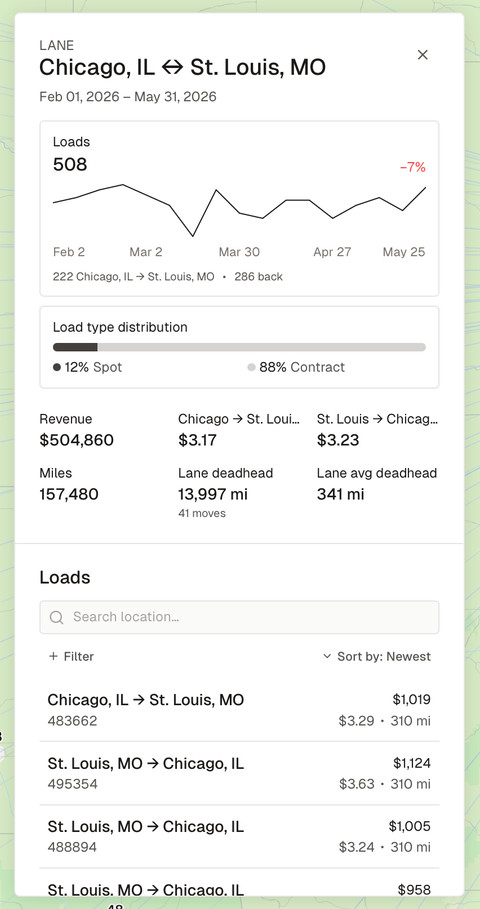 LANE
Chicago, IL ↔ St. Louis, MO
Feb 01, 2026 – May 31, 2026
Loads
508
−7%
Feb 2 Mar 2 Mar 30 Apr 27 May 25
222 Chicago, IL → St. Louis, MO • 286 back
Load type distribution
12% Spot 88% Contract
Revenue Chicago → St. Loui... St. Louis → Chicag...
$504,860 $3.17 $3.23
Miles Lane deadhead Lane avg deadhead
157,480 13,997 mi 341 mi
41 moves
Loads
Search location...
+ Filter Sort by: Newest
Chicago, IL → St. Louis, MO $1,019
483662 $3.29 • 310 mi
St. Louis, MO → Chicago, IL $1,124
495354 $3.63 • 310 mi
St. Louis, MO → Chicago, IL $1,005
488894 $3.24 • 310 mi
St. Louis, MO → Chicago, IL $958